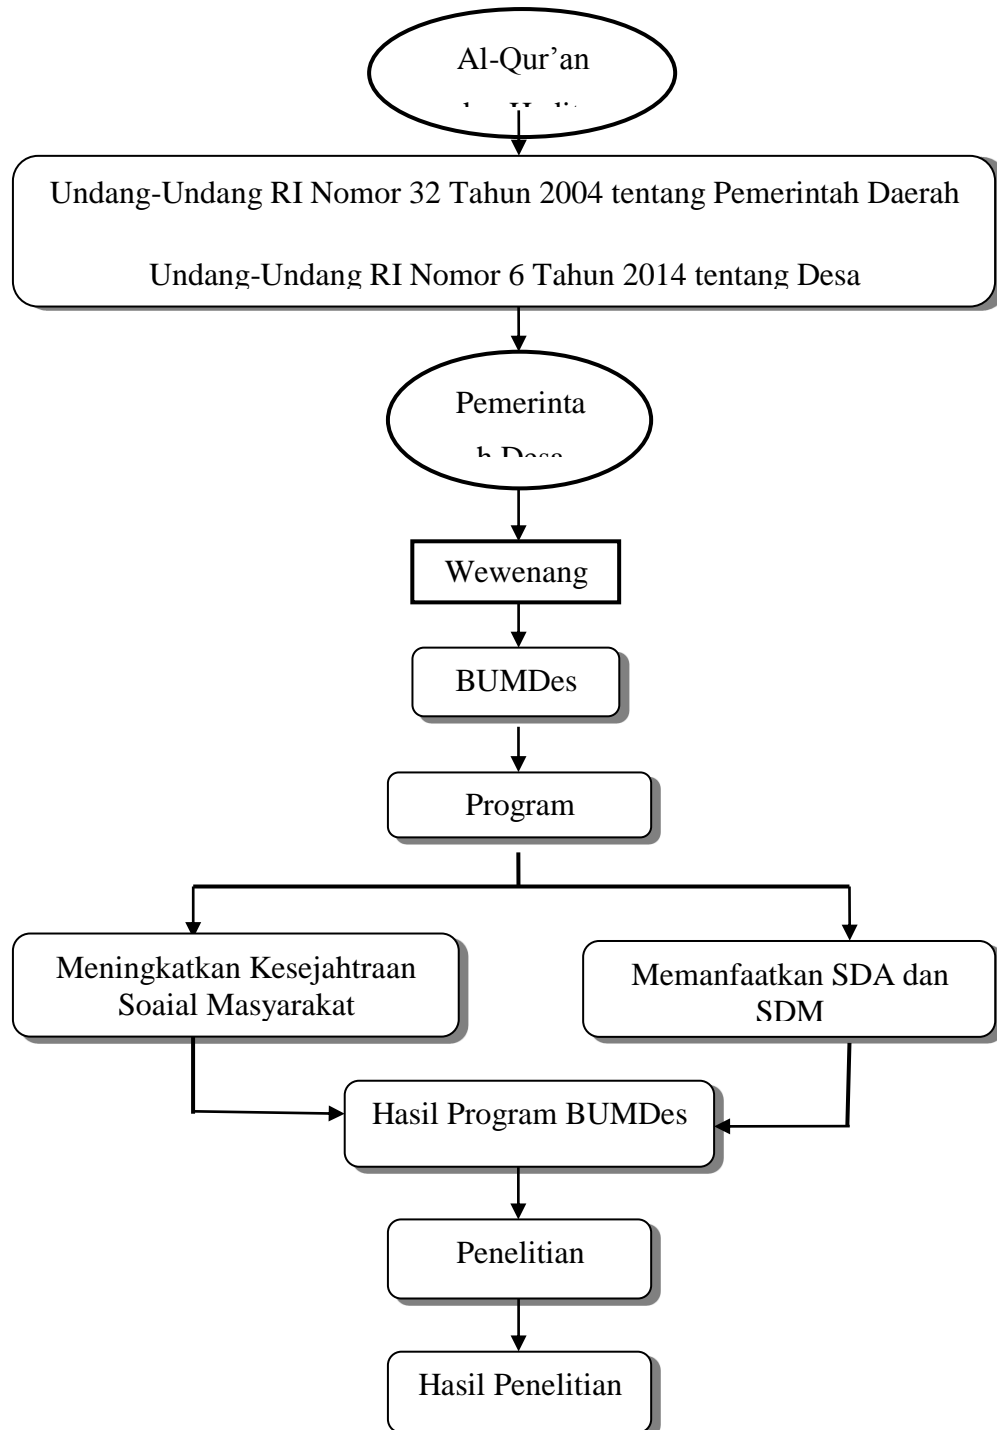 Al-Qur’an
Undang-Undang RI Nomor 32 Tahun 2004 tentang Pemerintah Daerah
Undang-Undang RI Nomor 6 Tahun 2014 tentang Desa
Pemerinta
h Desa
Wewenang
BUMDes
Program
Meningkatkan Kesejahtraan
Soaial Masyarakat
Memanfaatkan SDA dan
SDM
Hasil Program BUMDes
Penelitian
Hasil Penelitian